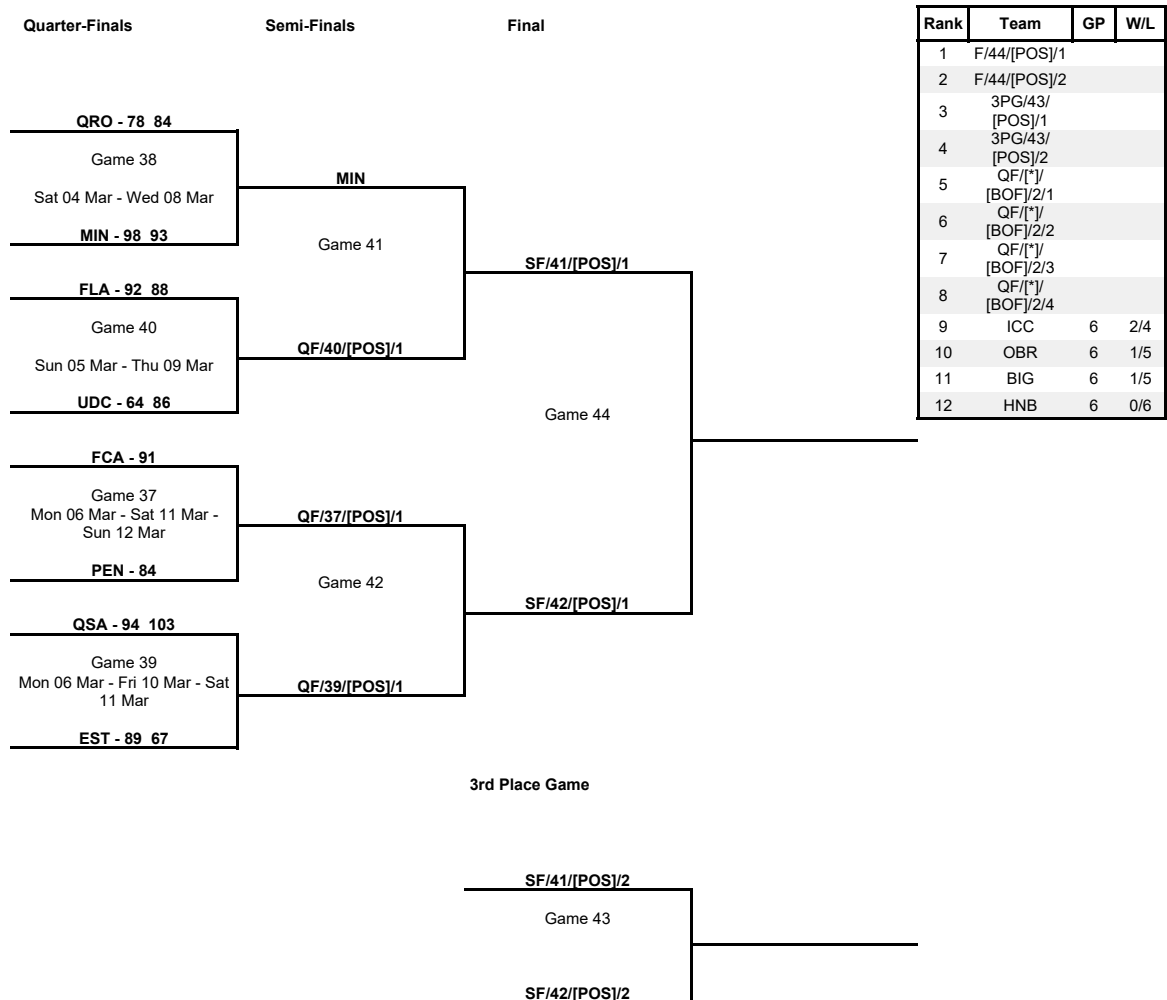 Quarter-Finals Semi-Finals Final
QRO - 78 84
Game 38
Sat 04 Mar - Wed 08 Mar
MIN - 98 93
FLA - 92 88
Game 40
Sun 05 Mar - Thu 09 Mar
UDC - 64 86
FCA - 91
Game 37
Mon 06 Mar - Sat 11 Mar -
Sun 12 Mar
PEN - 84
QSA - 94 103
Game 39
Mon 06 Mar - Fri 10 Mar - Sat
11 Mar
EST - 89 67
MIN
Game 41
QF/40/[POS]/1
QF/37/[POS]/1
Game 42
QF/39/[POS]/1
SF/41/[POS]/1
Game 44
SF/42/[POS]/1
3rd Place Game
SF/41/[POS]/2
Game 43
SF/42/[POS]/2
Rank Team GP W/L
1 F/44/[POS]/1
2 F/44/[POS]/2
3 3PG/43/
[POS]/1
4 3PG/43/
[POS]/2
5 QF/[*]/
[BOF]/2/1
6 QF/[*]/
[BOF]/2/2
7 QF/[*]/
[BOF]/2/3
8 QF/[*]/
[BOF]/2/4
9 ICC 6 2/4
10 OBR 6 1/5
11 BIG 6 1/5
12 HNB 6 0/6